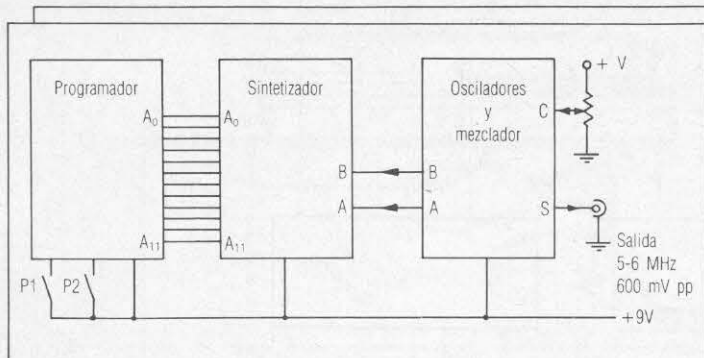 Programador
A0
A11
P1
P2
Sintetizador
A0
A11
B
A
Osciladores
y
mezclador
B
A
C
S
+ V
Salida
5-6 MHz
600 mV pp
+9V